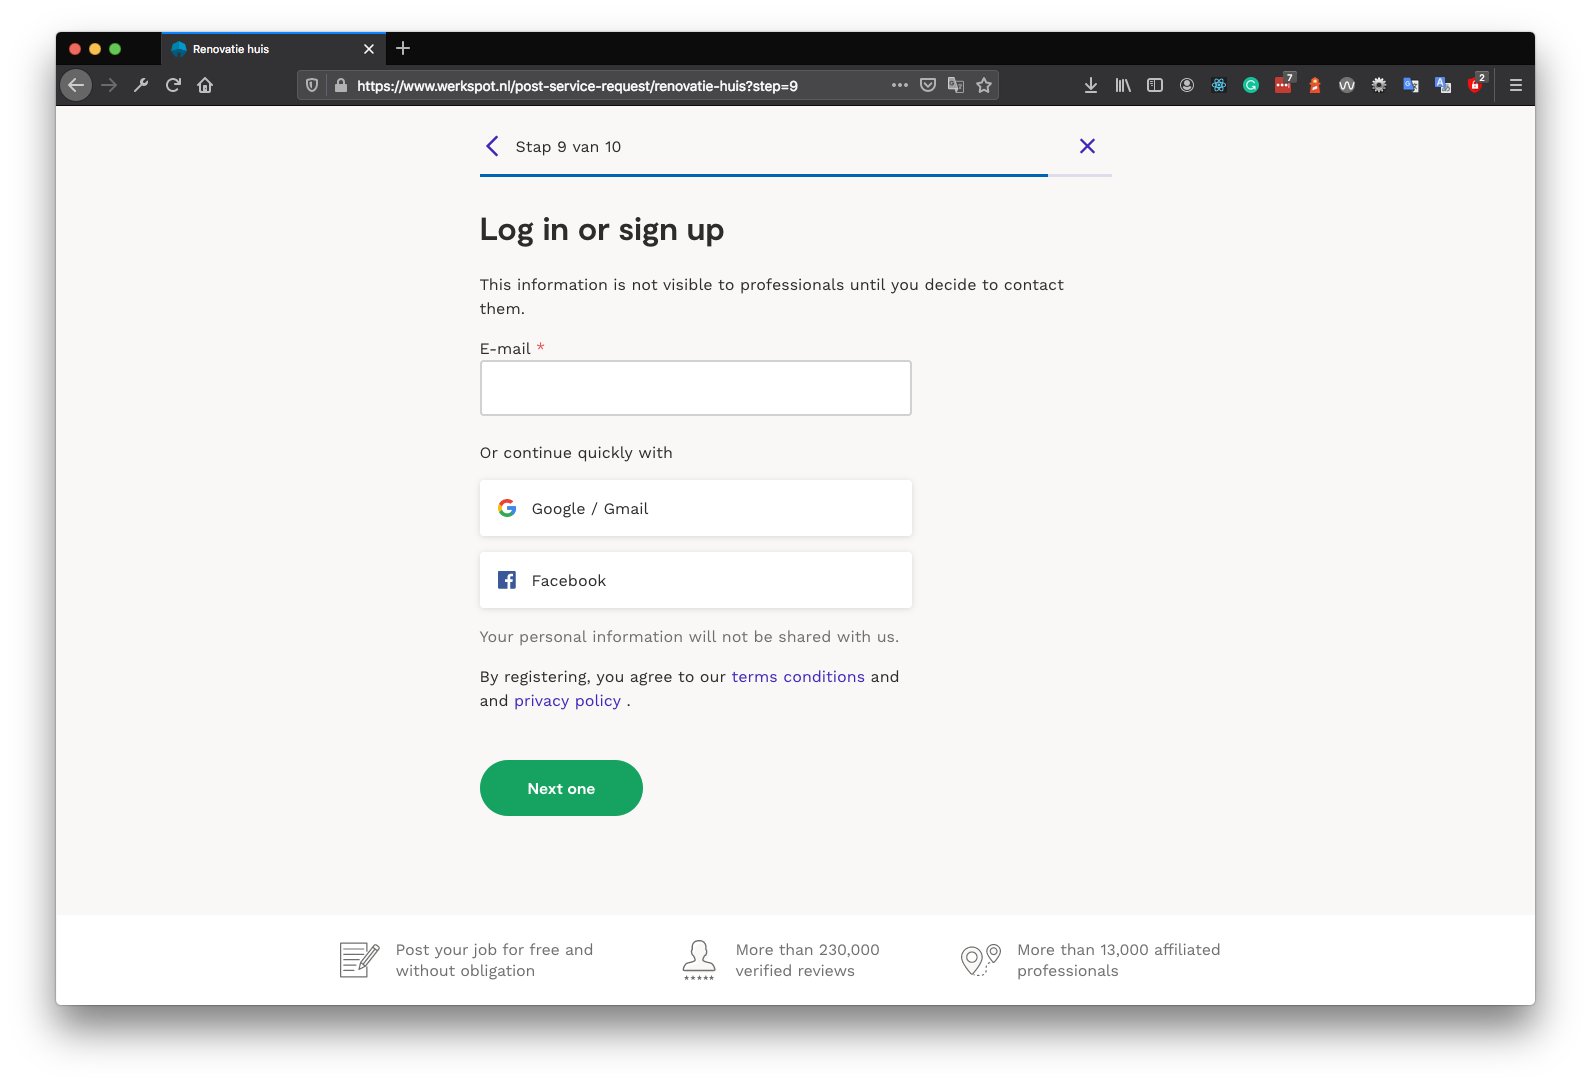 Renovatie huis
https://www.werkspot.nl/post-service-request/renovatie-huis?step=9
7
2
Stap 9 van 10
Log in or sign up
This information is not visible to professionals until you decide to contact
them.
E-mail *
Or continue quickly with
Google / Gmail
Facebook
Your personal information will not be shared with us.
By registering, you agree to our terms conditions and
and privacy policy .
Next one
Post your job for free and
without obligation
More than 230,000
verified reviews
More than 13,000 affiliated
professionals